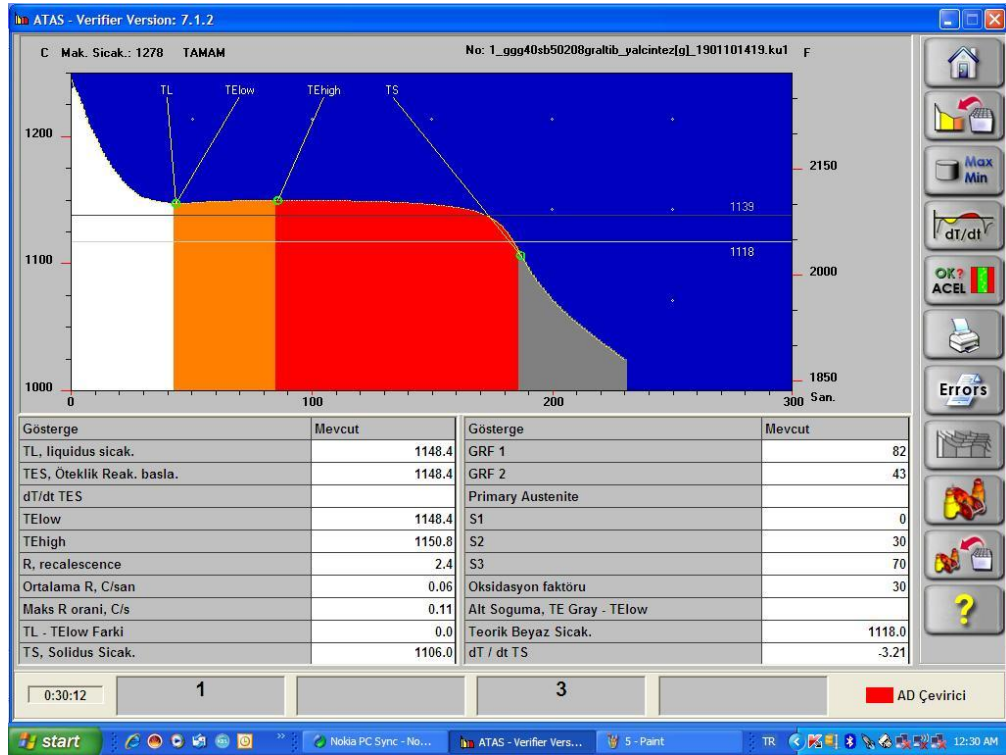 ATAS - Verifier Version: 7.1.2
C Mak. Sicak.: 1278 TAMAM No: 1_ggg40sb50208graltib_yalcintez[g]_1901101419.ku1 F
TL TElow TEhigh TS
1200
2150
1139
1118
1100
2000
1000
1850
0 100 200 300 San.
Max
Min
dT/dt
OK?
ACEL
Errors
?
Gösterge Mevcut Gösterge Mevcut
TL, liquidus sicak. 1148.4 GRF 1 82
TES, Öteklik Reak. basla. 1148.4 GRF 2 43
dT/dt TES Primary Austenite
TElow 1148.4 S1 0
TEhigh 1150.8 S2 30
R, recalescence 2.4 S3 70
Ortalama R, C/san 0.06 Oksidasyon faktöru 30
Maks R orani, C/s 0.11 Alt Soguma, TE Gray - TElow
TL - TElow Farki 0.0 Teorik Beyaz Sicak. 1118.0
TS, Solidus Sicak. 1106.0 dT / dt TS -3.21
0:30:12 1 3 AD Çevirici
start Nokia PC Sync - No... ATAS - Verifier Vers... 5 - Paint TR 12:30 AM